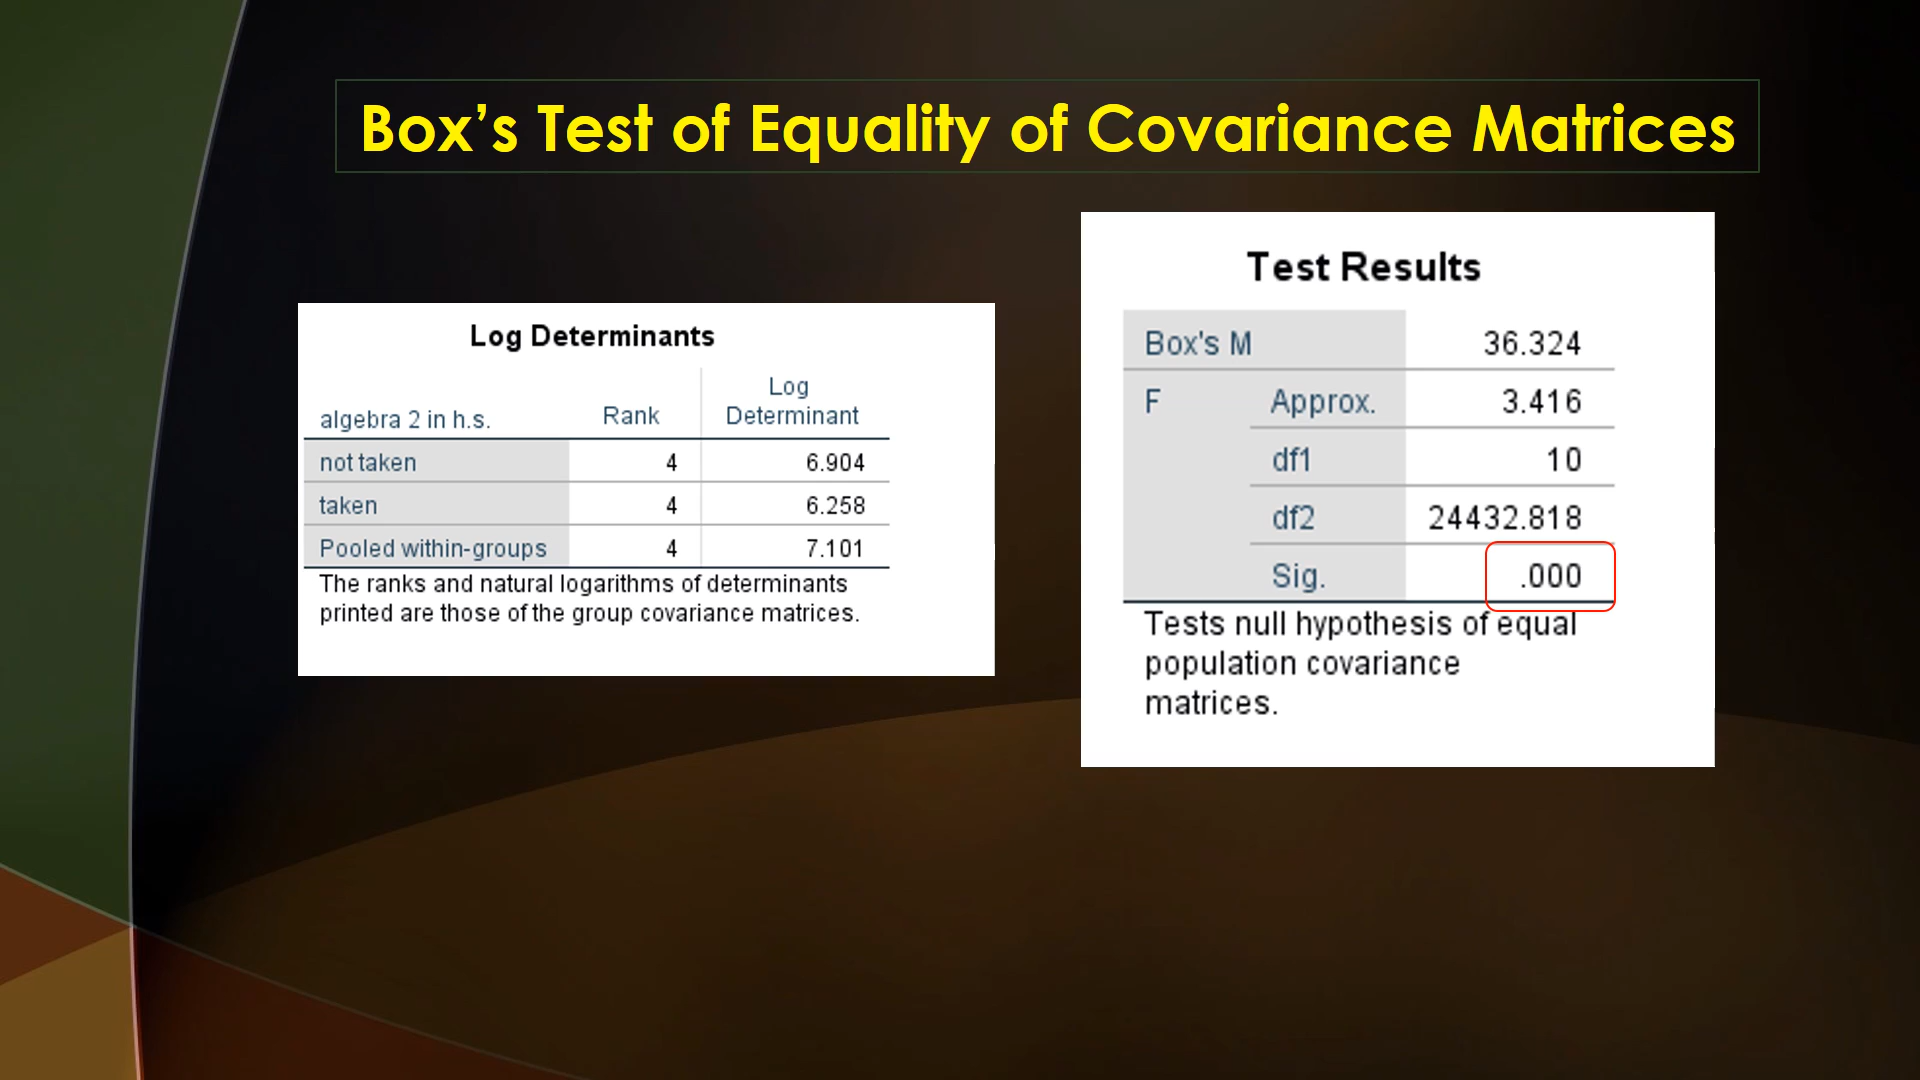 Box’s Test of Equality of Covariance Matrices
Log Determinants
algebra 2 in h.s. Rank Log Determinant
not taken 4 6.904
taken 4 6.258
Pooled within-groups 4 7.101
The ranks and natural logarithms of determinants
printed are those of the group covariance matrices.
Test Results
Box's M 36.324
F Approx. 3.416
df1 10
df2 24432.818
Sig. .000
Tests null hypothesis of equal
population covariance
matrices.